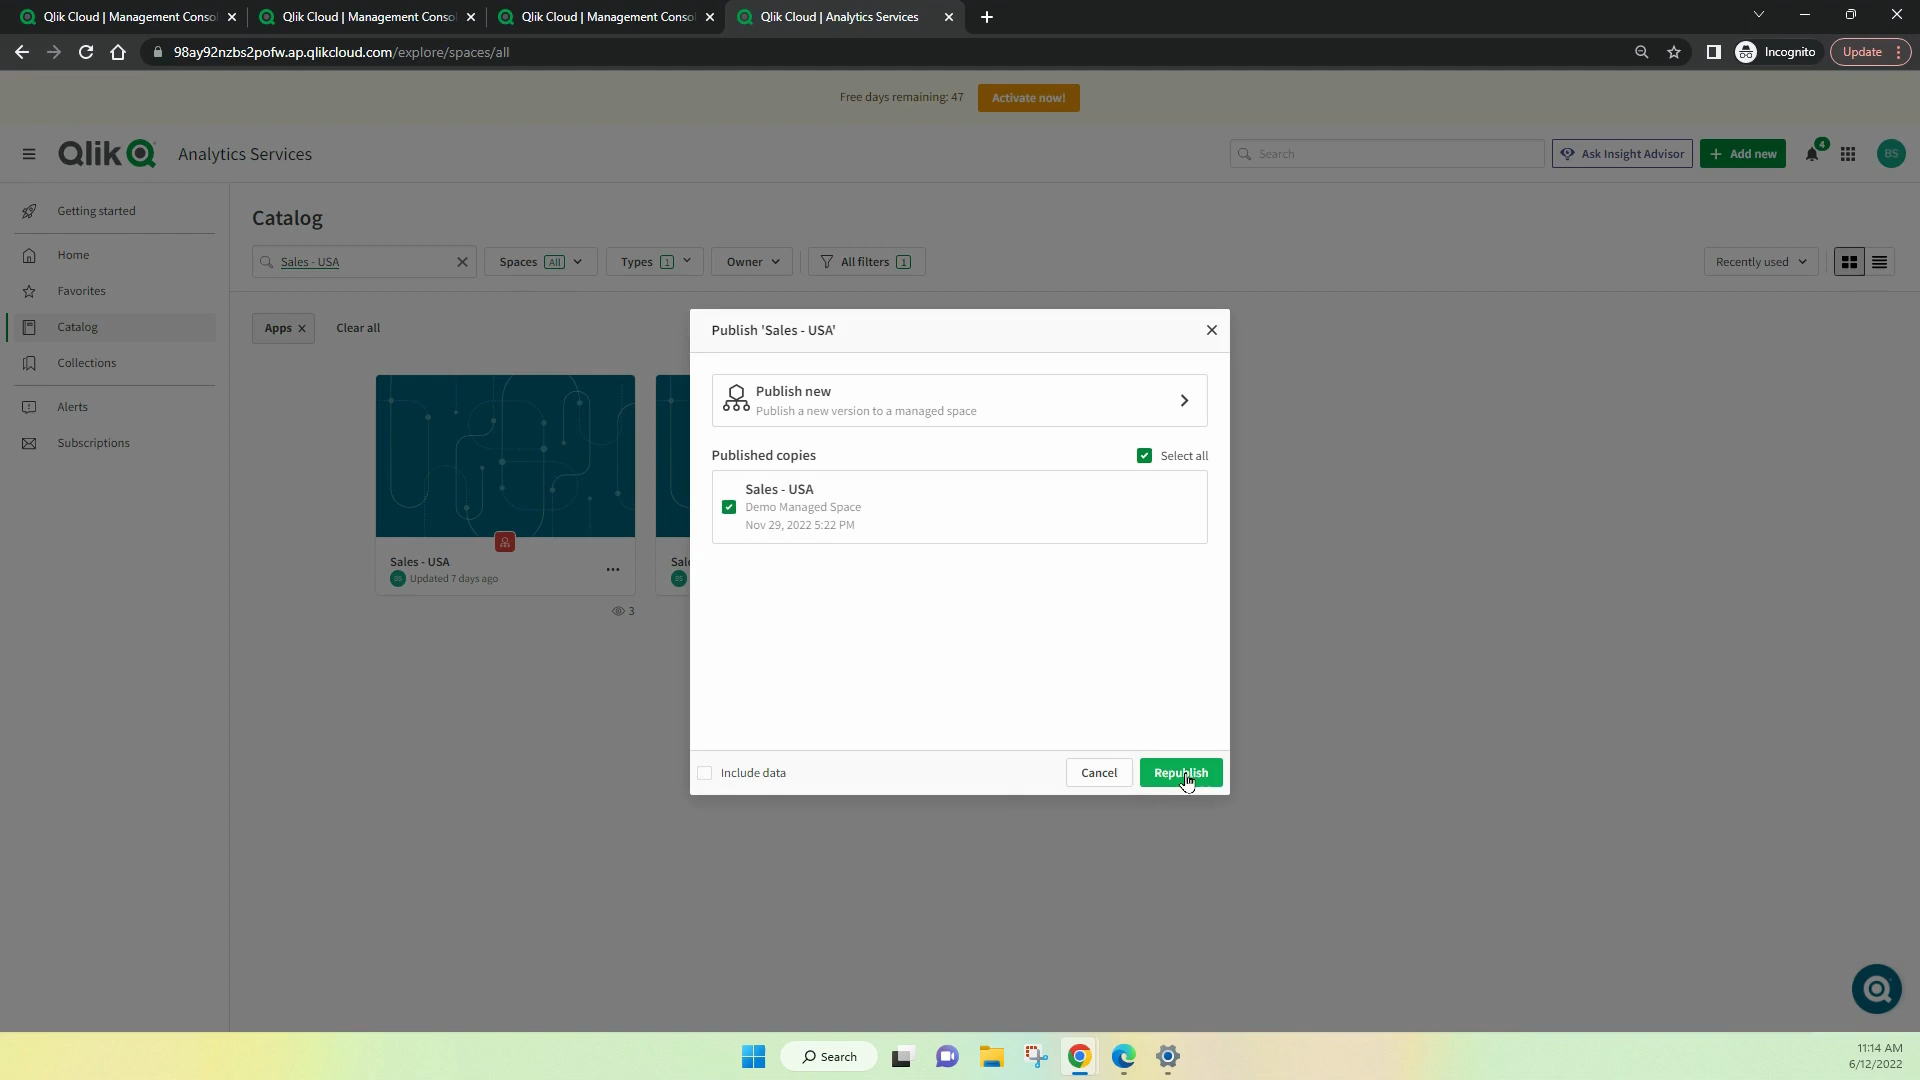 Qlik Cloud | Management Consol
Qlik Cloud | Management Consol
Qlik Cloud | Management Consol
Qlik Cloud | Analytics Services
98ay92nzbs2pofw.ap.qlikcloud.com/explore/spaces/all
Incognito
Update
Free days remaining: 47
Activate now!
Qlik
Analytics Services
Search
Ask Insight Advisor
Add new
4
BS
Getting started
Home
Favorites
Catalog
Collections
Alerts
Subscriptions
Catalog
Sales - USA
Spaces All
Types 1
Owner
All filters 1
Recently used
Apps
Clear all
Sales - USA
BS Updated 7 days ago
3
Sal
BS
Publish 'Sales - USA'
Publish new
Publish a new version to a managed space
Published copies
Select all
Sales - USA
Demo Managed Space
Nov 29, 2022 5:22 PM
Include data
Cancel
Republish
Search
11:14 AM
6/12/2022